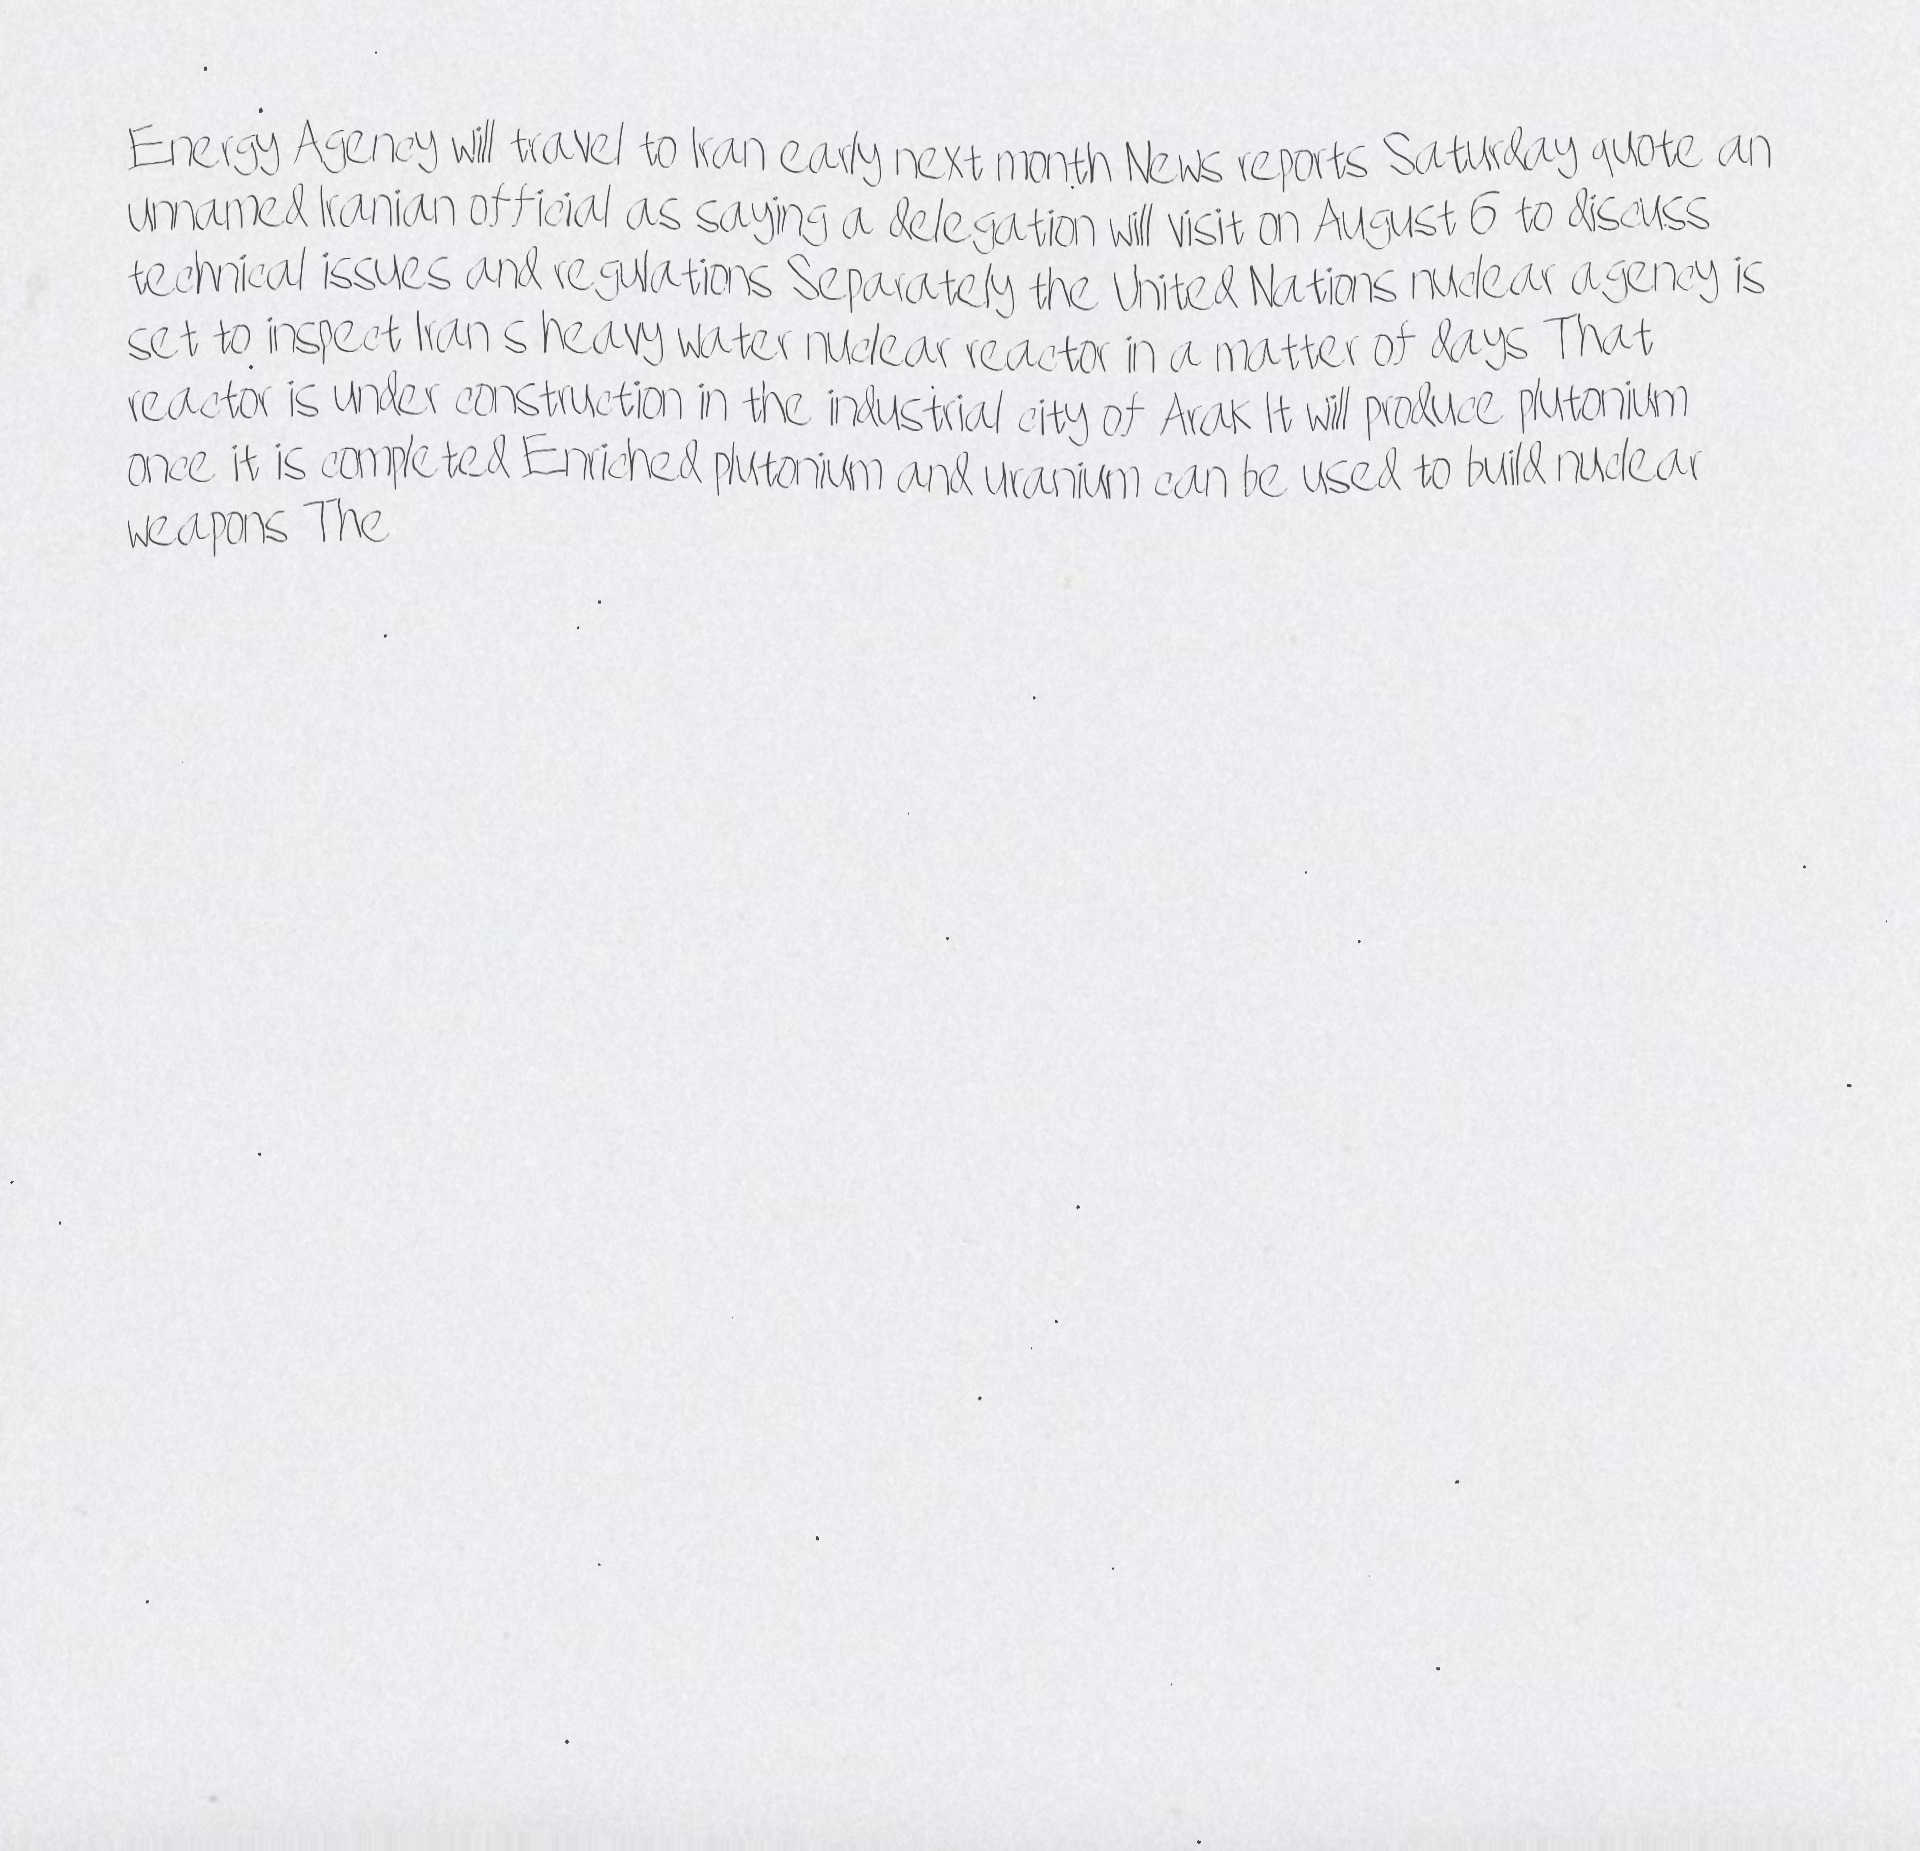 Energy Agency will travel to Iran early next month News reports Saturday quote an
unnamed Iranian official as saying a delegation will visit on August 6 to discuss
technical issues and regulations Separately the United Nations nuclear agency is
set to inspect Iran s heavy water nuclear reactor in a matter of days That
reactor is under construction in the industrial city of Arak It will produce plutonium
once it is completed Enriched plutonium and uranium can be used to build nuclear
weapons The